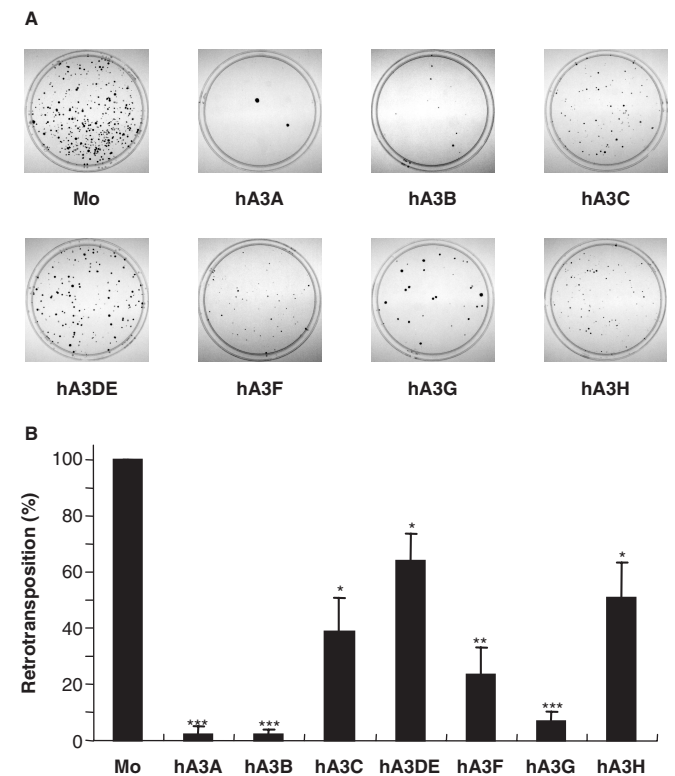 A
Mo hA3A hA3B hA3C
hA3DE hA3F hA3G hA3H
B
Retrotransposition (%)
100
80
60
40
20
0
*** *** * * ** *** *
Mo hA3A hA3B hA3C hA3DE hA3F hA3G hA3H